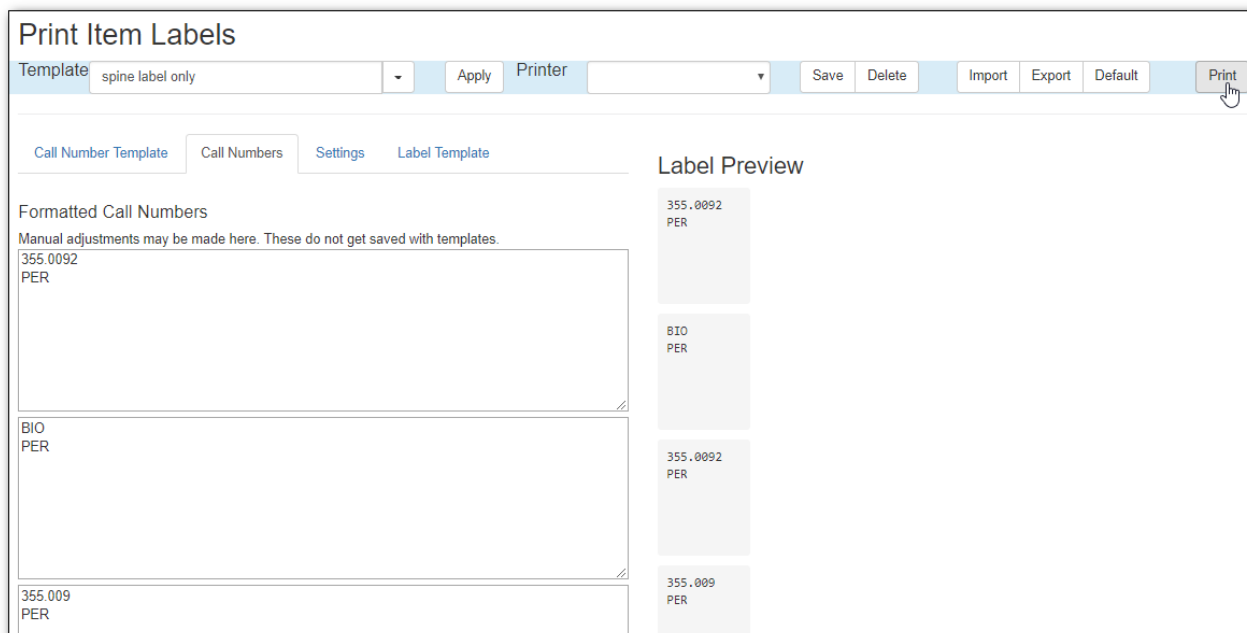 Print Item Labels
Template spine label only Apply Printer Save Delete Import Export Default Print
Call Number Template Call Numbers Settings Label Template
Formatted Call Numbers
Manual adjustments may be made here. These do not get saved with templates.
355.0092
PER
BIO
PER
355.009
PER
Label Preview
355.0092
PER
BIO
PER
355.0092
PER
355.009
PER